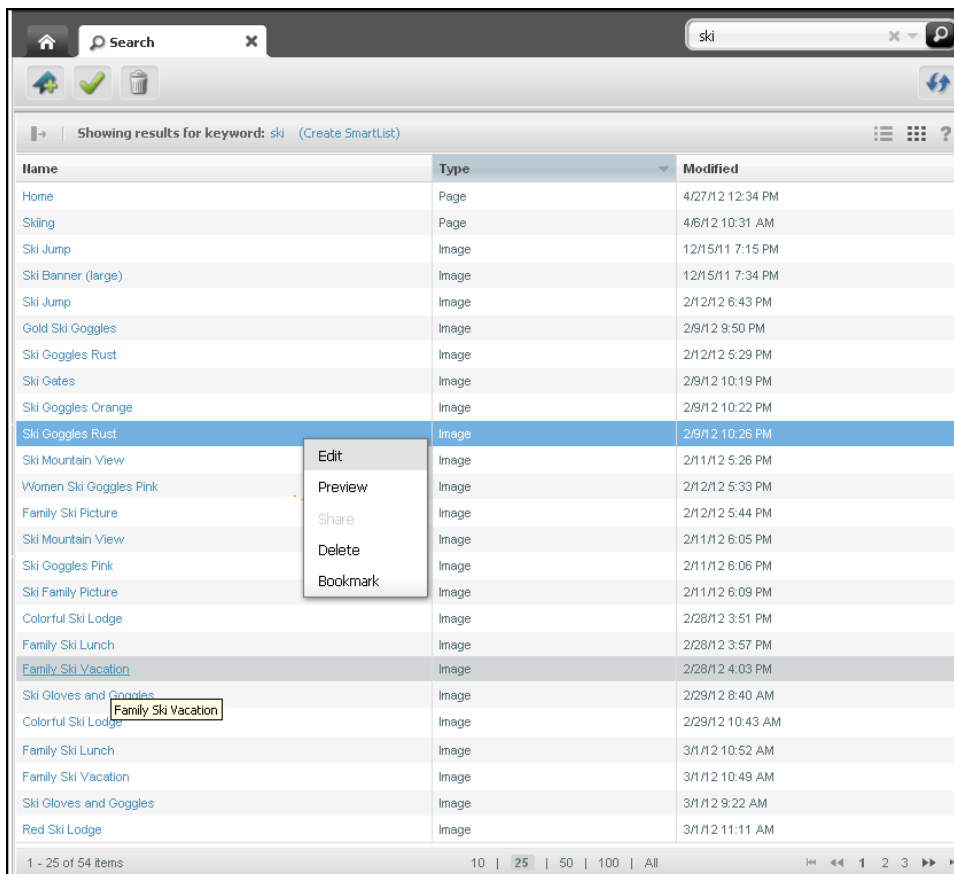 Search
ski
Showing results for keyword: ski (Create SmartList)
?
Name Type Modified
Home Page 4/27/12 12:34 PM
Skiing Page 4/6/12 10:31 AM
Ski Jump Image 12/15/11 7:15 PM
Ski Banner (large) Image 12/15/11 7:34 PM
Ski Jump Image 2/12/12 6:43 PM
Gold Ski Goggles Image 2/9/12 9:50 PM
Ski Goggles Rust Image 2/12/12 5:29 PM
Ski Gates Image 2/9/12 10:19 PM
Ski Goggles Orange Image 2/9/12 10:22 PM
Ski Goggles Rust Image 2/9/12 10:26 PM
Ski Mountain View Image 2/11/12 5:26 PM
Women Ski Goggles Pink Image 2/12/12 5:33 PM
Family Ski Picture Image 2/12/12 5:44 PM
Ski Mountain View Image 2/11/12 6:05 PM
Ski Goggles Pink Image 2/11/12 6:06 PM
Ski Family Picture Image 2/11/12 6:09 PM
Colorful Ski Lodge Image 2/28/12 3:51 PM
Family Ski Lunch Image 2/28/12 3:57 PM
Family Ski Vacation Image 2/28/12 4:03 PM
Ski Gloves and Goggles Image 2/29/12 8:40 AM
Colorful Ski Lodge Image 2/29/12 10:43 AM
Family Ski Lunch Image 3/1/12 10:52 AM
Family Ski Vacation Image 3/1/12 10:49 AM
Ski Gloves and Goggles Image 3/1/12 9:22 AM
Red Ski Lodge Image 3/1/12 11:11 AM
Edit
Preview
Share
Delete
Bookmark
Family Ski Vacation
1 - 25 of 54 items 10 | 25 | 50 | 100 | All 1 2 3